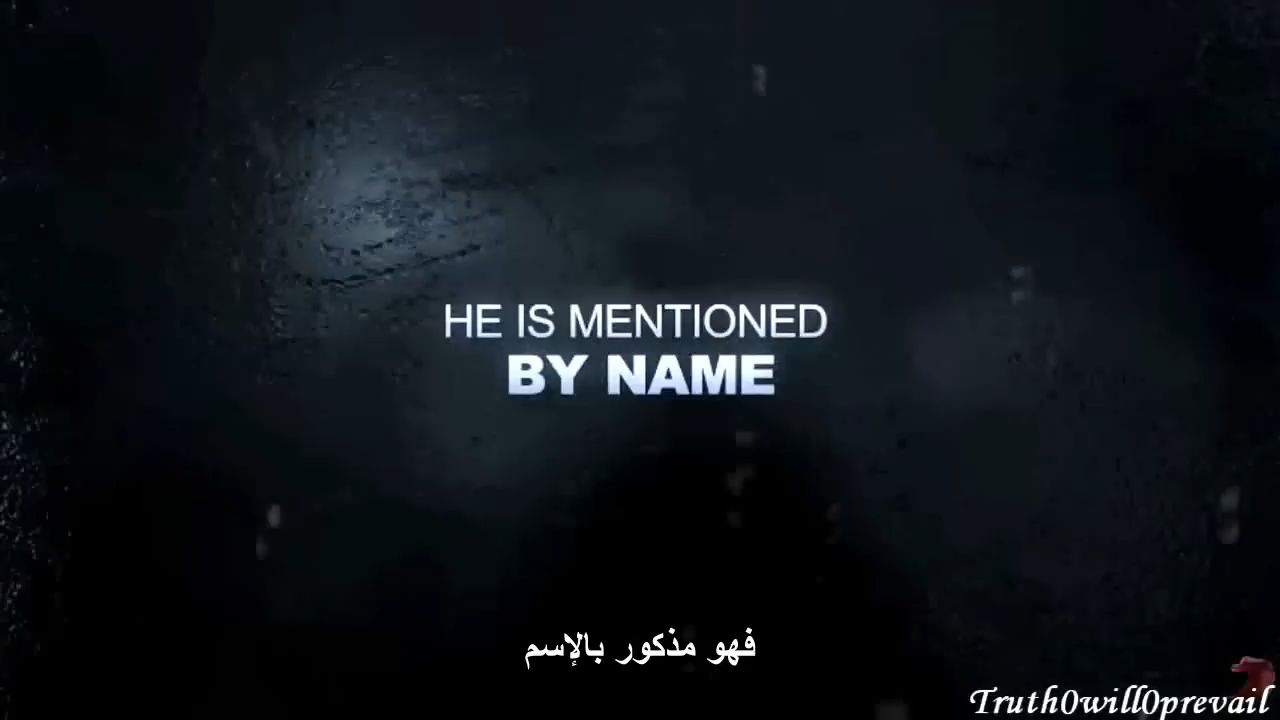 HE IS MENTIONED
BY NAME
فهو مذكور بالإسم
Truth0will0prevail